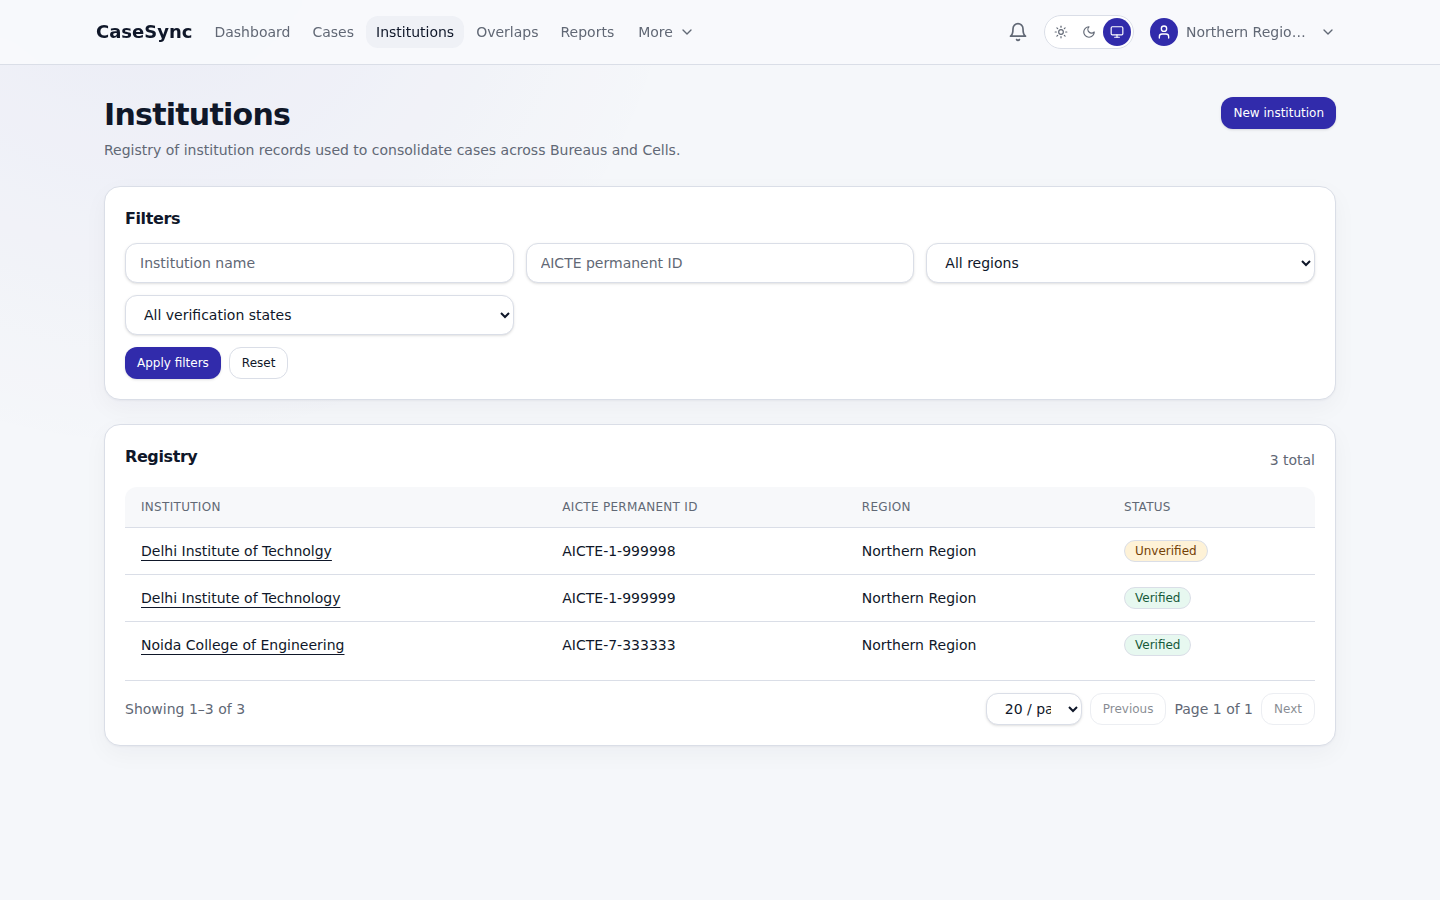 CaseSync Dashboard Cases Institutions Overlaps Reports More Northern Regio...
Institutions
New institution
Registry of institution records used to consolidate cases across Bureaus and Cells.
Filters
Institution name AICTE permanent ID All regions
All verification states
Apply filters Reset
Registry
3 total
INSTITUTION AICTE PERMANENT ID REGION STATUS
Delhi Institute of Technolgy AICTE-1-999998 Northern Region Unverified
Delhi Institute of Technology AICTE-1-999999 Northern Region Verified
Noida College of Engineering AICTE-7-333333 Northern Region Verified
Showing 1–3 of 3 20 / pa Previous Page 1 of 1 Next